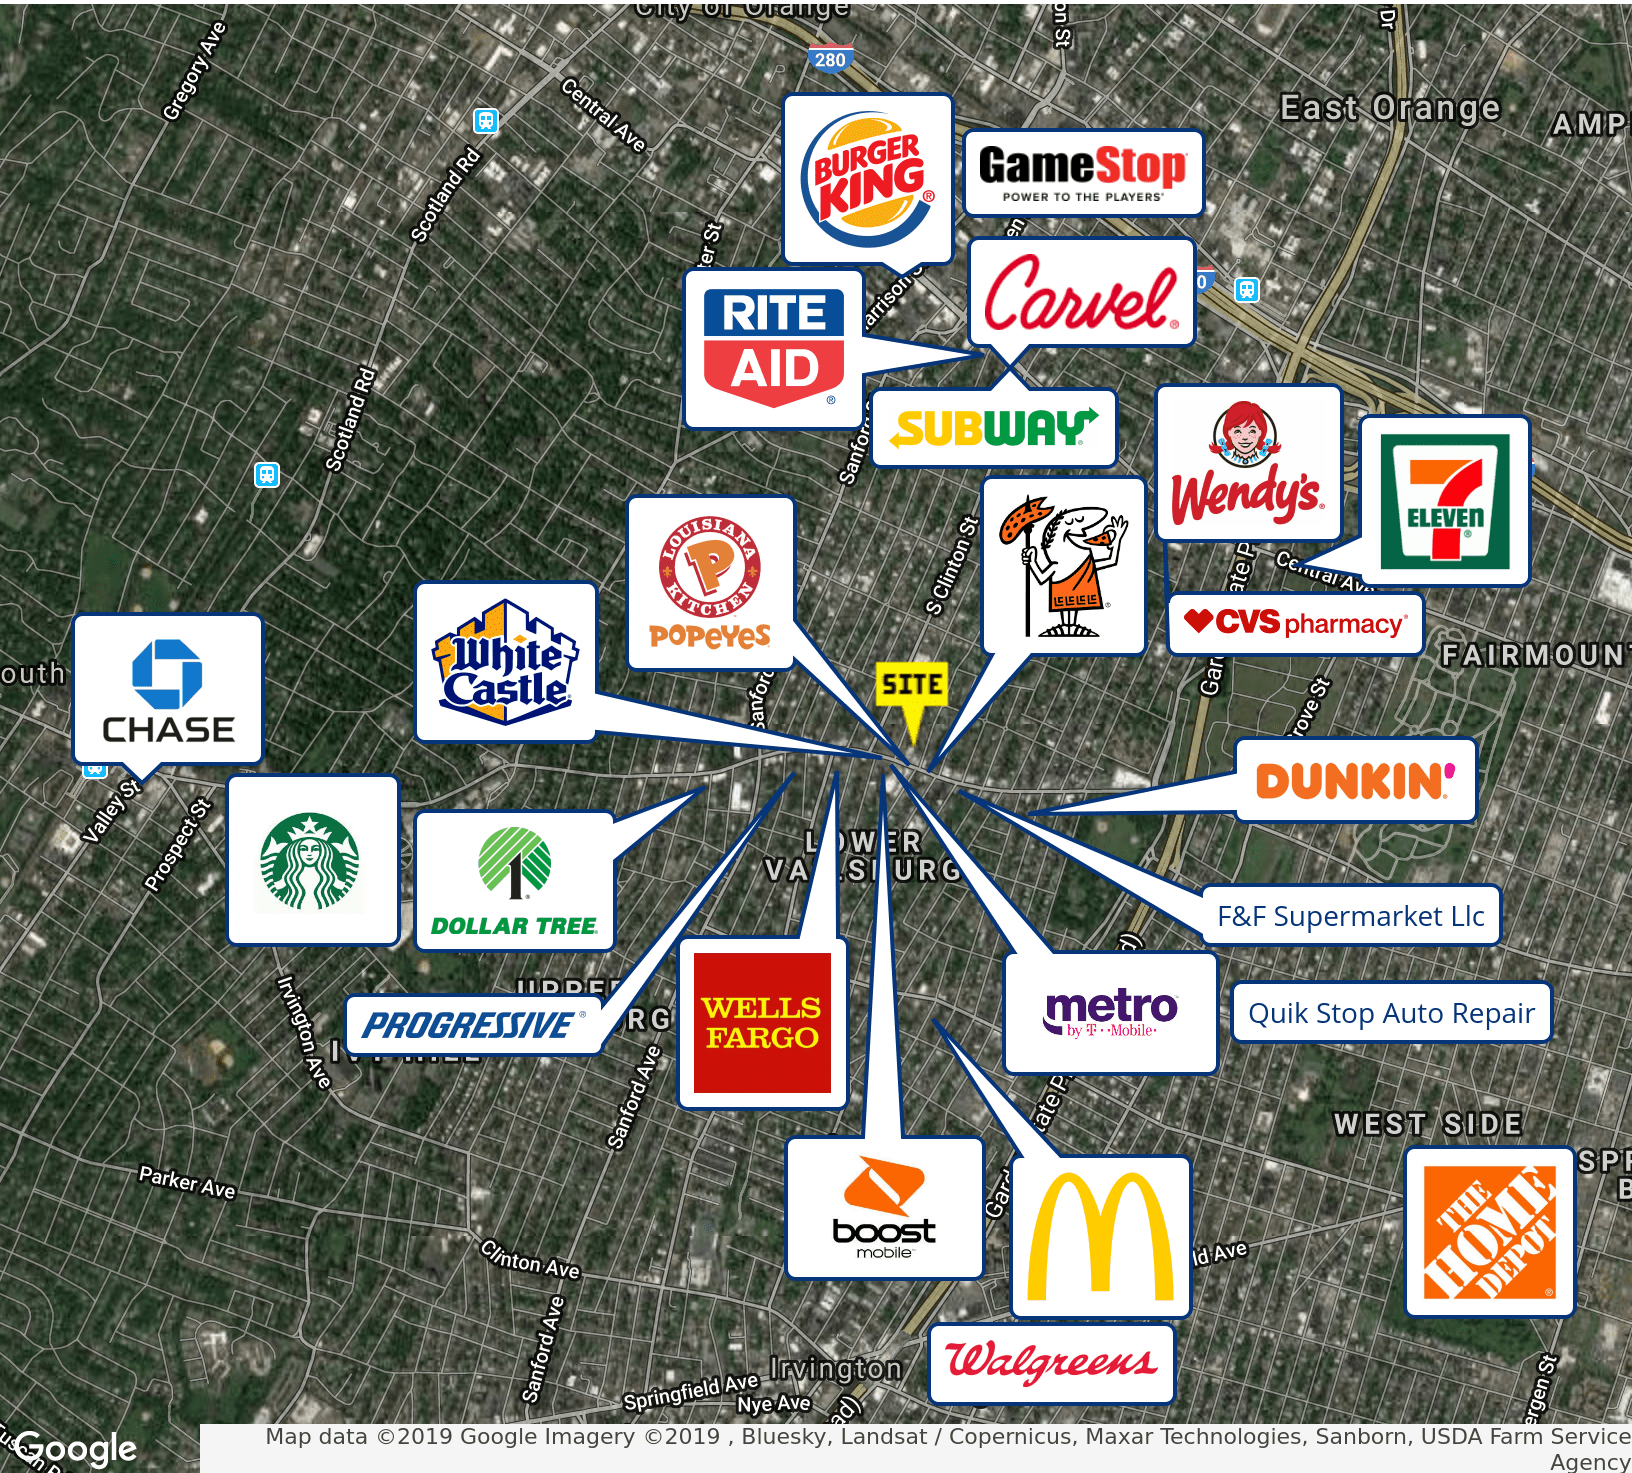 City of Orange
Gregory Ave
280
Central Ave
East Orange
Scotland Rd
BURGER
KING
GameStop
POWER TO THE PLAYERS
RITE
AID
Carvel
SUBWAY
Scotland Rd
Wendy's
7
ELEVEN
LOUISIANA
KITCHEN
POPEYES
S Clinton St
LCLCLC
Central Ave
CVS pharmacy
FAIRMOUNT
White
Castle
SITE
CHASE
Grove St
DUNKIN'
Valley St
Prospect St
1
DOLLAR TREE
LOWER
F&F Supermarket Llc
Irvington Ave
PROGRESSIVE
WELLS
FARGO
metro
by T-Mobile
Quik Stop Auto Repair
Sanford Ave
WEST SIDE
Parker Ave
boost
mobile
THE
HOME
DEPOT
Clinton Ave
Sanford Ave
Walgreens
Irvington
Springfield Ave
Nye Ave
Google
Map data ©2019 Google Imagery ©2019 , Bluesky, Landsat / Copernicus, Maxar Technologies, Sanborn, USDA Farm Service
Agency